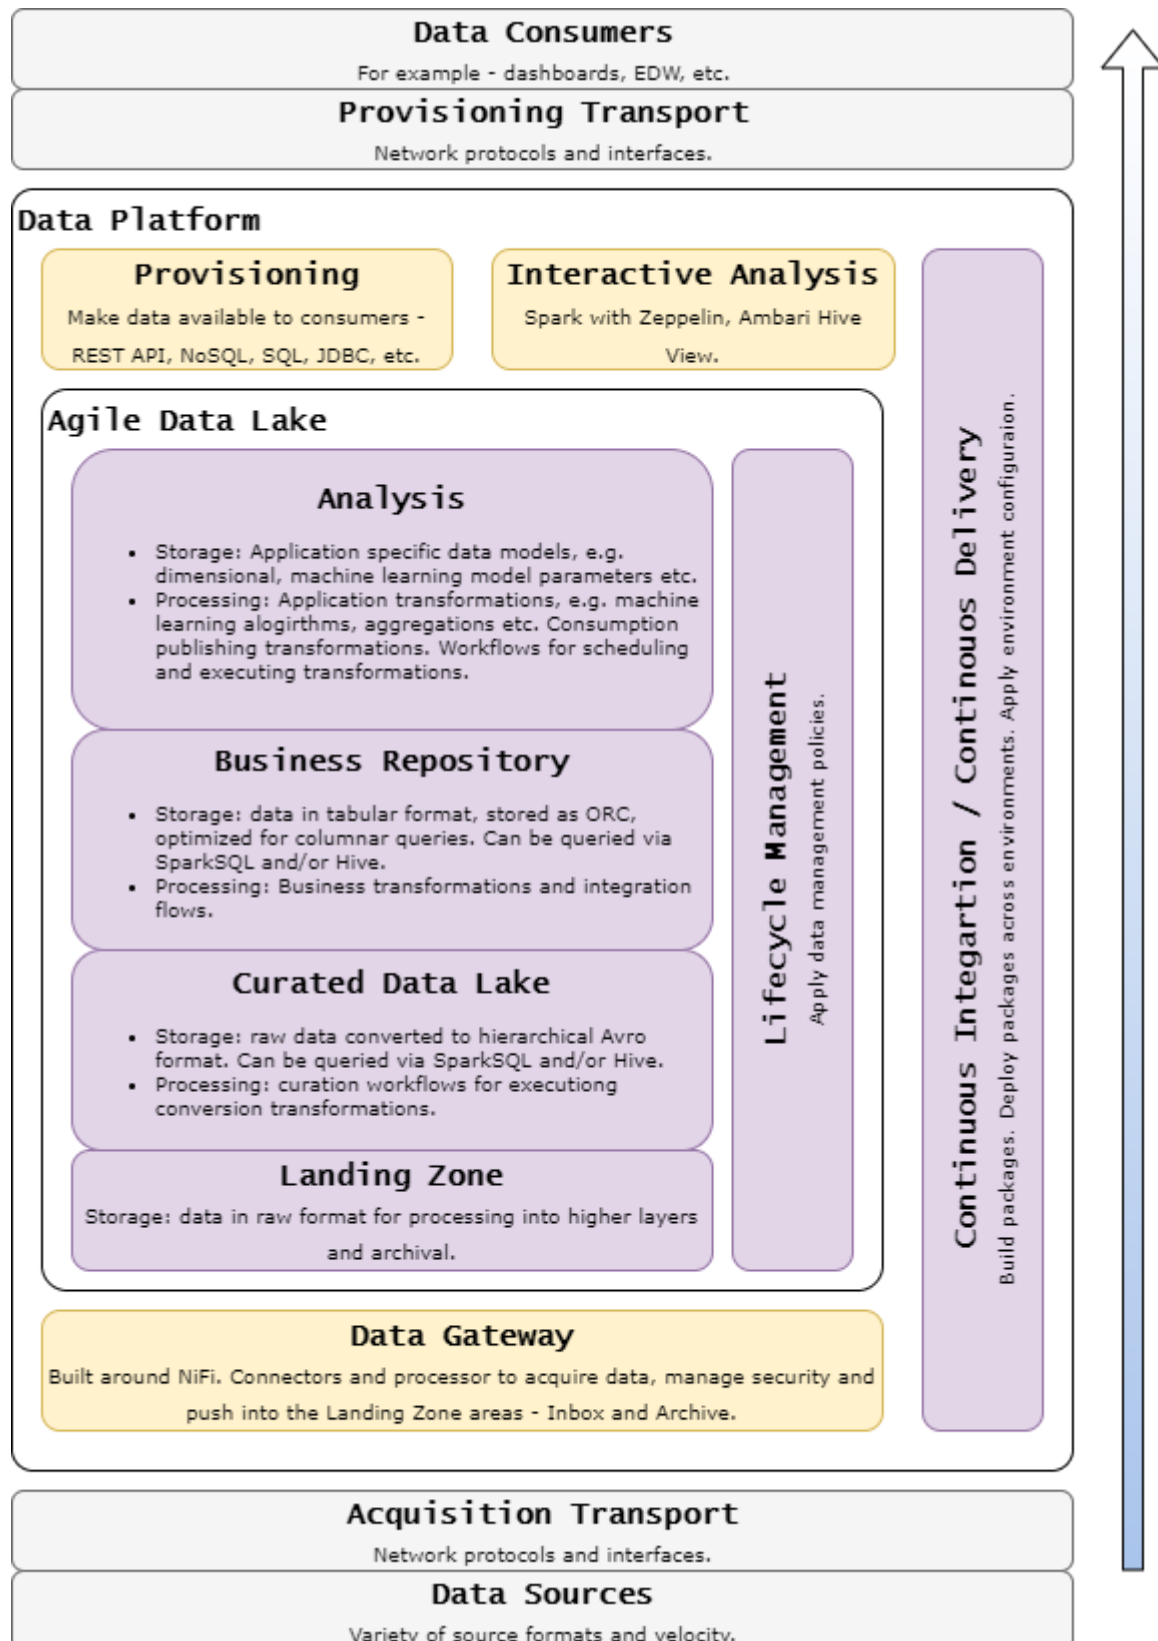 Data Consumers
For example - dashboards, EDW, etc.
Provisioning Transport
Network protocols and interfaces.
Data Platform
Provisioning
Make data available to consumers -
REST API, NoSQL, SQL, JDBC, etc.
Interactive Analysis
Spark with Zeppelin, Ambari Hive
View.
Agile Data Lake
Analysis
• Storage: Application specific data models, e.g.
dimensional, machine learning model parameters etc.
• Processing: Application transformations, e.g. machine
learning alogirthms, aggregations etc. Consumption
publishing transformations. Workflows for scheduling
and executing transformations.
Business Repository
• Storage: data in tabular format, stored as ORC,
optimized for columnar queries. Can be queried via
SparkSQL and/or Hive.
• Processing: Business transformations and integration
flows.
Curated Data Lake
• Storage: raw data converted to hierarchical Avro
format. Can be queried via SparkSQL and/or Hive.
• Processing: curation workflows for executiong
conversion transformations.
Landing Zone
Storage: data in raw format for processing into higher layers
and archival.
Lifecycle Management
Apply data management policies.
Continuous Integartion / Continouos Delivery
Build packages. Deploy packages across environments. Apply environment configuraion.
Data Gateway
Built around NiFi. Connectors and processor to acquire data, manage security and
push into the Landing Zone areas - Inbox and Archive.
Acquisition Transport
Network protocols and interfaces.
Data Sources
Variety of source formats and velocity.